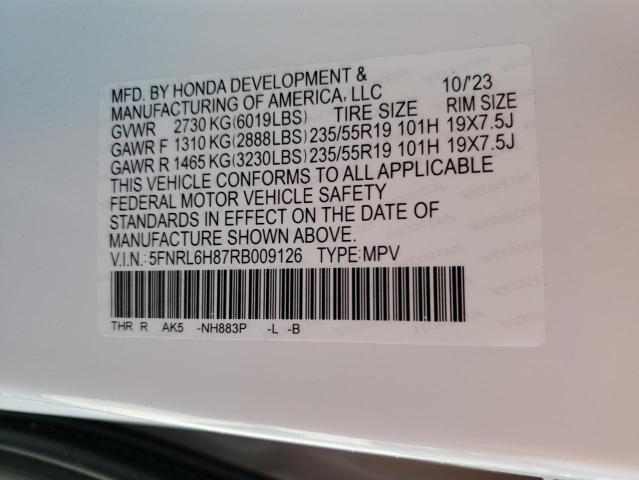 MFD. BY HONDA DEVELOPMENT & 10/'23
MANUFACTURING OF AMERICA, LLC
GVWR 2730 KG(6019LBS) TIRE SIZE RIM SIZE
GAWR F 1310 KG(2888LBS) 235/55R19 101H 19X7.5J
GAWR R 1465 KG(3230LBS) 235/55R19 101H 19X7.5J
THIS VEHICLE CONFORMS TO ALL APPLICABLE
FEDERAL MOTOR VEHICLE SAFETY
STANDARDS IN EFFECT ON THE DATE OF
MANUFACTURE SHOWN ABOVE.
V.I.N.: 5FNRL6H87RB009126 TYPE: MPV
THR R AK5 -NH883P -L -B